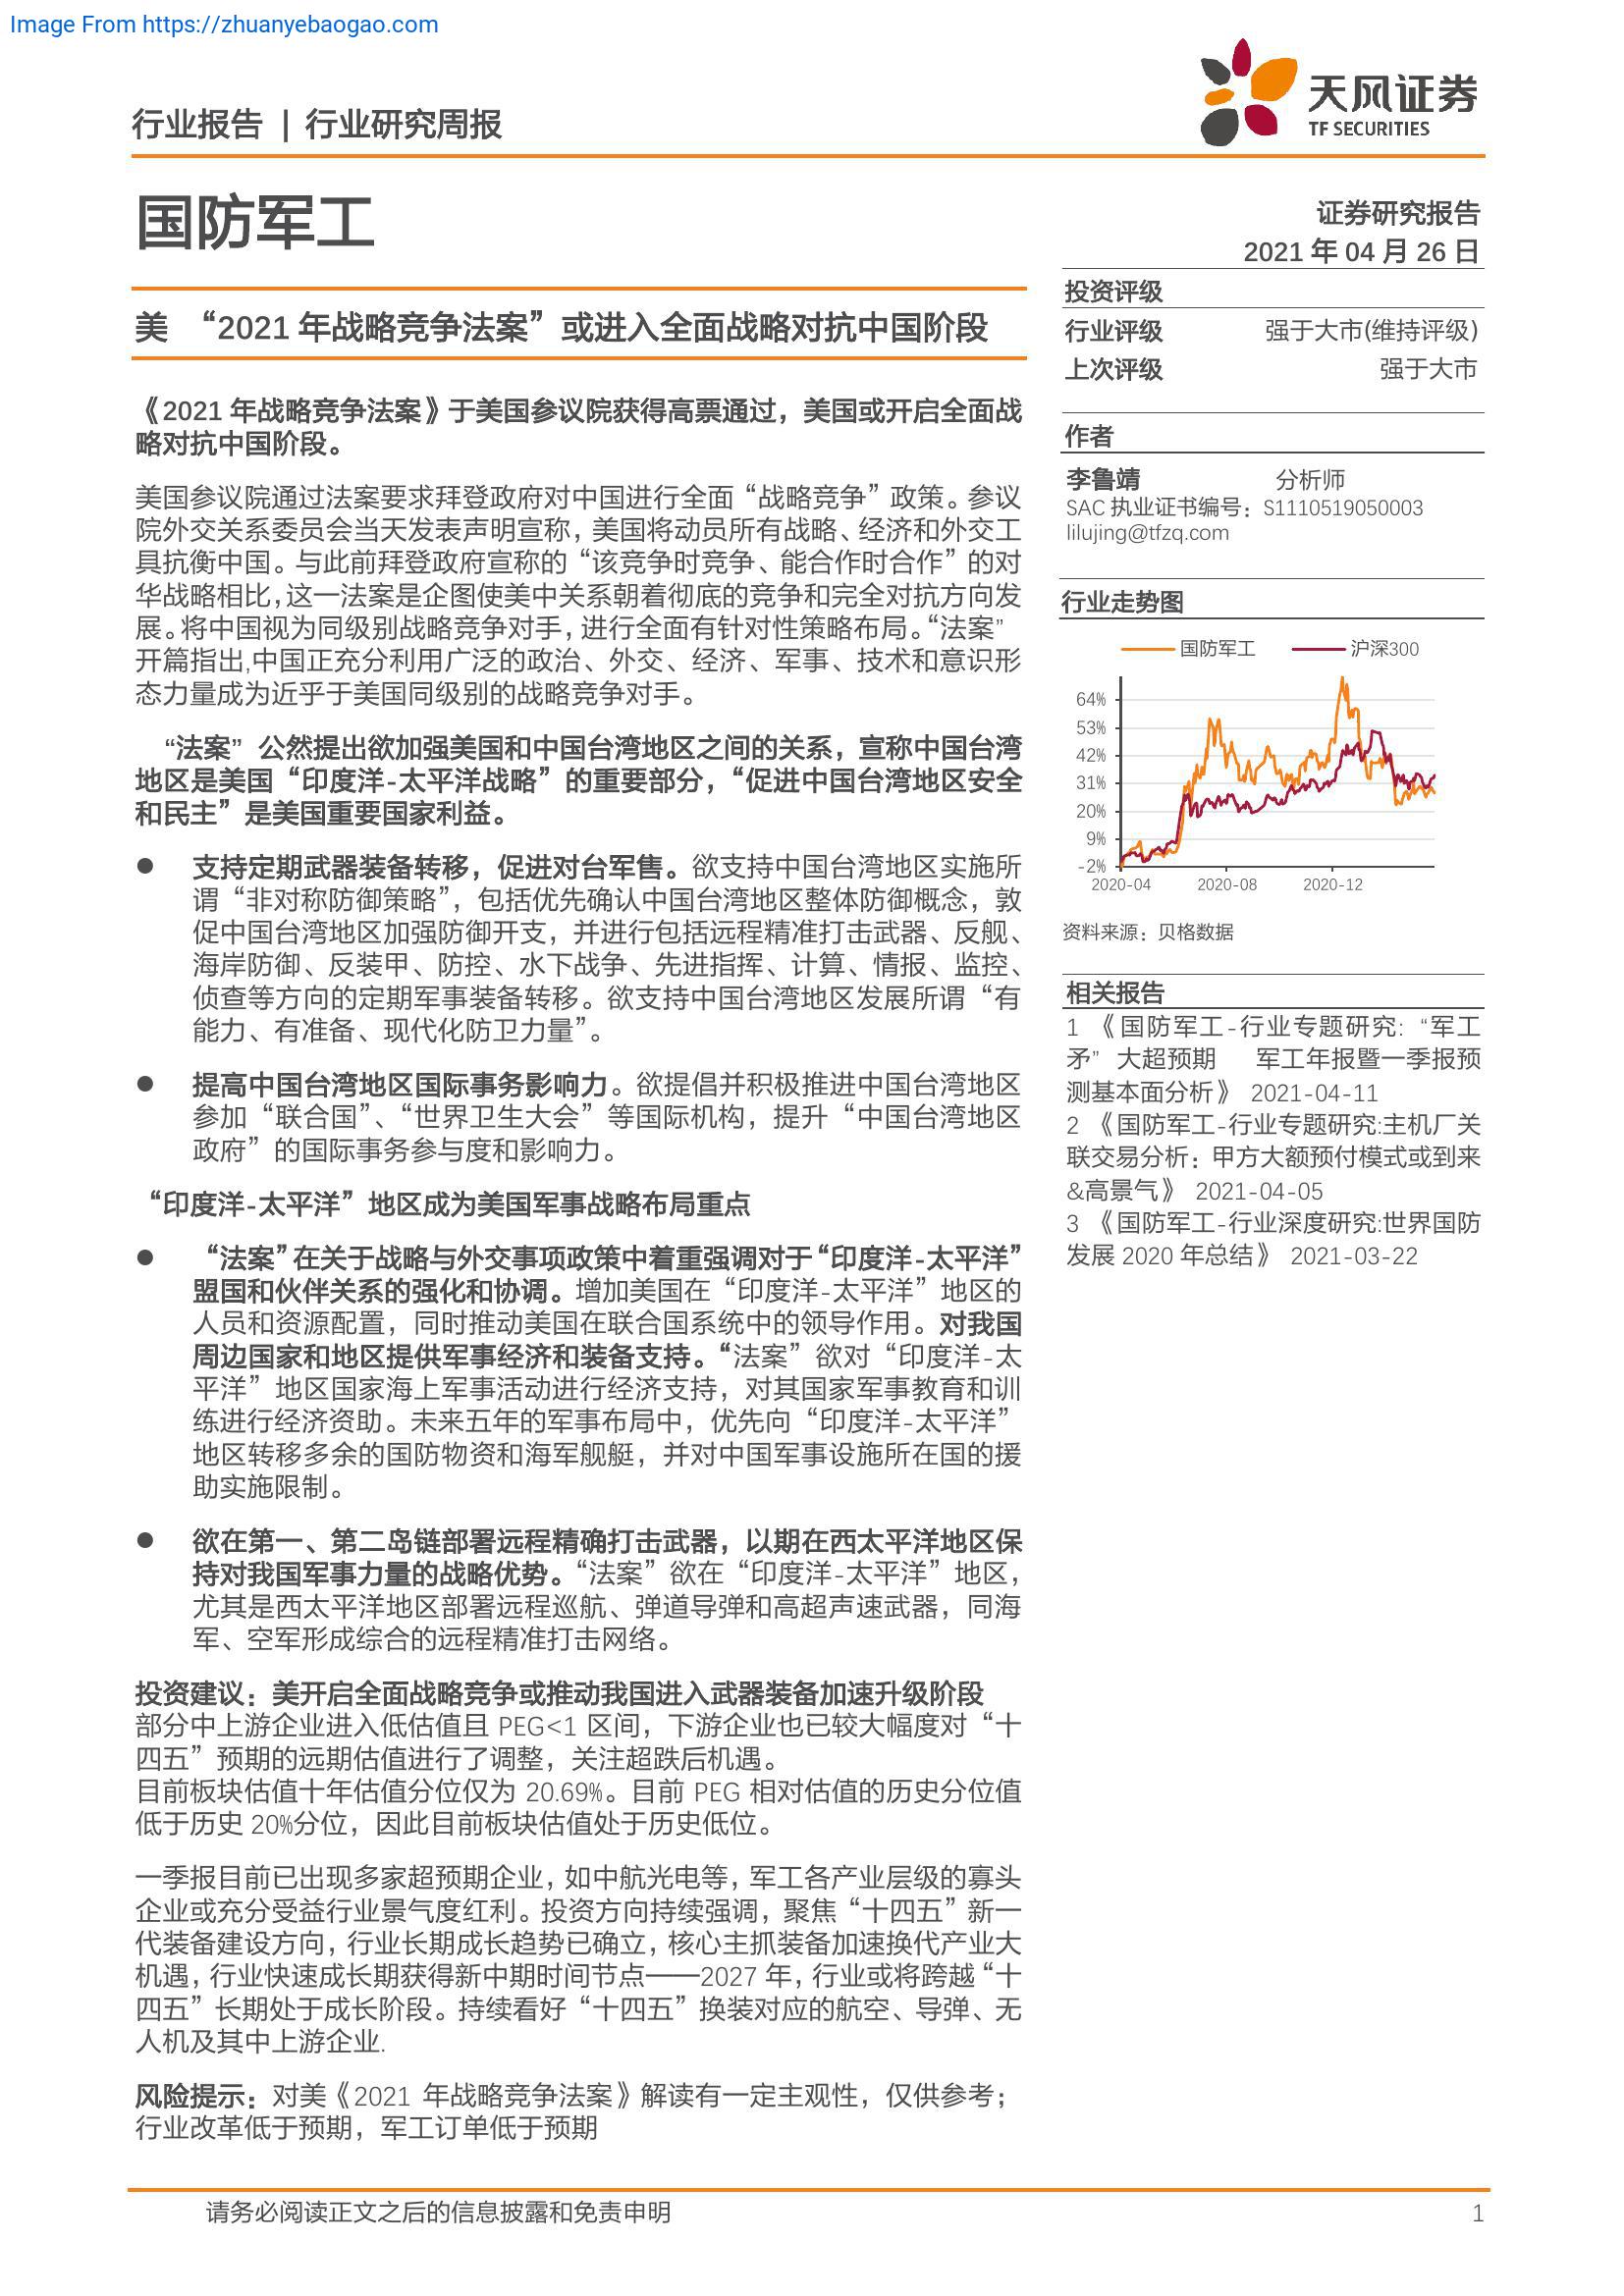 Image From https://zhuanyebaogao.com
行业报告 | 行业研究周报
天风证券
TF SECURITIES
国防军工
证券研究报告
2021 年 04 月 26 日
美 “2021 年战略竞争法案”或进入全面战略对抗中国阶段
《2021 年战略竞争法案》于美国参议院获得高票通过，美国或开启全面战
略对抗中国阶段。
美国参议院通过法案要求拜登政府对中国进行全面“战略竞争”政策。参议
院外交关系委员会当天发表声明宣称，美国将动员所有战略、经济和外交工
具抗衡中国。与此前拜登政府宣称的“该竞争时竞争、能合作时合作”的对
华战略相比，这一法案是企图使美中关系朝着彻底的竞争和完全对抗方向发
展。将中国视为同级别战略竞争对手，进行全面有针对性策略布局。“法案”
开篇指出,中国正充分利用广泛的政治、外交、经济、军事、技术和意识形
态力量成为近乎于美国同级别的战略竞争对手。
“法案” 公然提出欲加强美国和中国台湾地区之间的关系，宣称中国台湾
地区是美国“印度洋-太平洋战略”的重要部分，“促进中国台湾地区安全
和民主”是美国重要国家利益。
● 支持定期武器装备转移，促进对台军售。欲支持中国台湾地区实施所
谓“非对称防御策略”，包括优先确认中国台湾地区整体防御概念，敦
促中国台湾地区加强防御开支，并进行包括远程精准打击武器、反舰、
海岸防御、反装甲、防控、水下战争、先进指挥、计算、情报、监控、
侦查等方向的定期军事装备转移。欲支持中国台湾地区发展所谓“有
能力、有准备、现代化防卫力量”。
● 提高中国台湾地区国际事务影响力。欲提倡并积极推进中国台湾地区
参加“联合国”、“世界卫生大会”等国际机构，提升“中国台湾地区
政府”的国际事务参与度和影响力。
“印度洋-太平洋”地区成为美国军事战略布局重点
● “法案”在关于战略与外交事项政策中着重强调对于“印度洋-太平洋”
盟国和伙伴关系的强化和协调。增加美国在“印度洋-太平洋”地区的
人员和资源配置，同时推动美国在联合国系统中的领导作用。对我国
周边国家和地区提供军事经济和装备支持。“法案”欲对“印度洋-太
平洋”地区国家海上军事活动进行经济支持，对其国家军事教育和训
练进行经济资助。未来五年的军事布局中，优先向“印度洋-太平洋”
地区转移多余的国防物资和海军舰艇，并对中国军事设施所在国的援
助实施限制。
● 欲在第一、第二岛链部署远程精确打击武器，以期在西太平洋地区保
持对我国军事力量的战略优势。“法案”欲在“印度洋-太平洋”地区，
尤其是西太平洋地区部署远程巡航、弹道导弹和高超声速武器，同海
军、空军形成综合的远程精准打击网络。
投资建议：美开启全面战略竞争或推动我国进入武器装备加速升级阶段
部分中上游企业进入低估值且 PEG<1 区间，下游企业也已较大幅度对“十
四五”预期的远期估值进行了调整，关注超跌后机遇。
目前板块估值十年估值分位仅为 20.69%。目前 PEG 相对估值的历史分位值
低于历史 20%分位，因此目前板块估值处于历史低位。
一季报目前已出现多家超预期企业，如中航光电等，军工各产业层级的寡头
企业或充分受益行业景气度红利。投资方向持续强调，聚焦“十四五”新一
代装备建设方向，行业长期成长趋势已确立，核心主抓装备加速换代产业大
机遇，行业快速成长期获得新中期时间节点——2027 年，行业或将跨越“十
四五”长期处于成长阶段。持续看好“十四五”换装对应的航空、导弹、无
人机及其中上游企业.
风险提示：对美《2021 年战略竞争法案》解读有一定主观性，仅供参考；
行业改革低于预期，军工订单低于预期
投资评级
行业评级 强于大市(维持评级)
上次评级 强于大市
作者
李鲁靖 分析师
SAC 执业证书编号：S1110519050003
lilujing@tfzq.com
行业走势图
国防军工 沪深300
64%
53%
42%
31%
20%
9%
-2%
2020-04 2020-08 2020-12
资料来源：贝格数据
相关报告
1 《国防军工-行业专题研究: “军工
矛” 大超预期 军工年报暨一季报预
测基本面分析》 2021-04-11
2 《国防军工-行业专题研究:主机厂关
联交易分析：甲方大额预付模式或到来
&高景气》 2021-04-05
3 《国防军工-行业深度研究:世界国防
发展 2020 年总结》 2021-03-22
请务必阅读正文之后的信息披露和免责申明 1